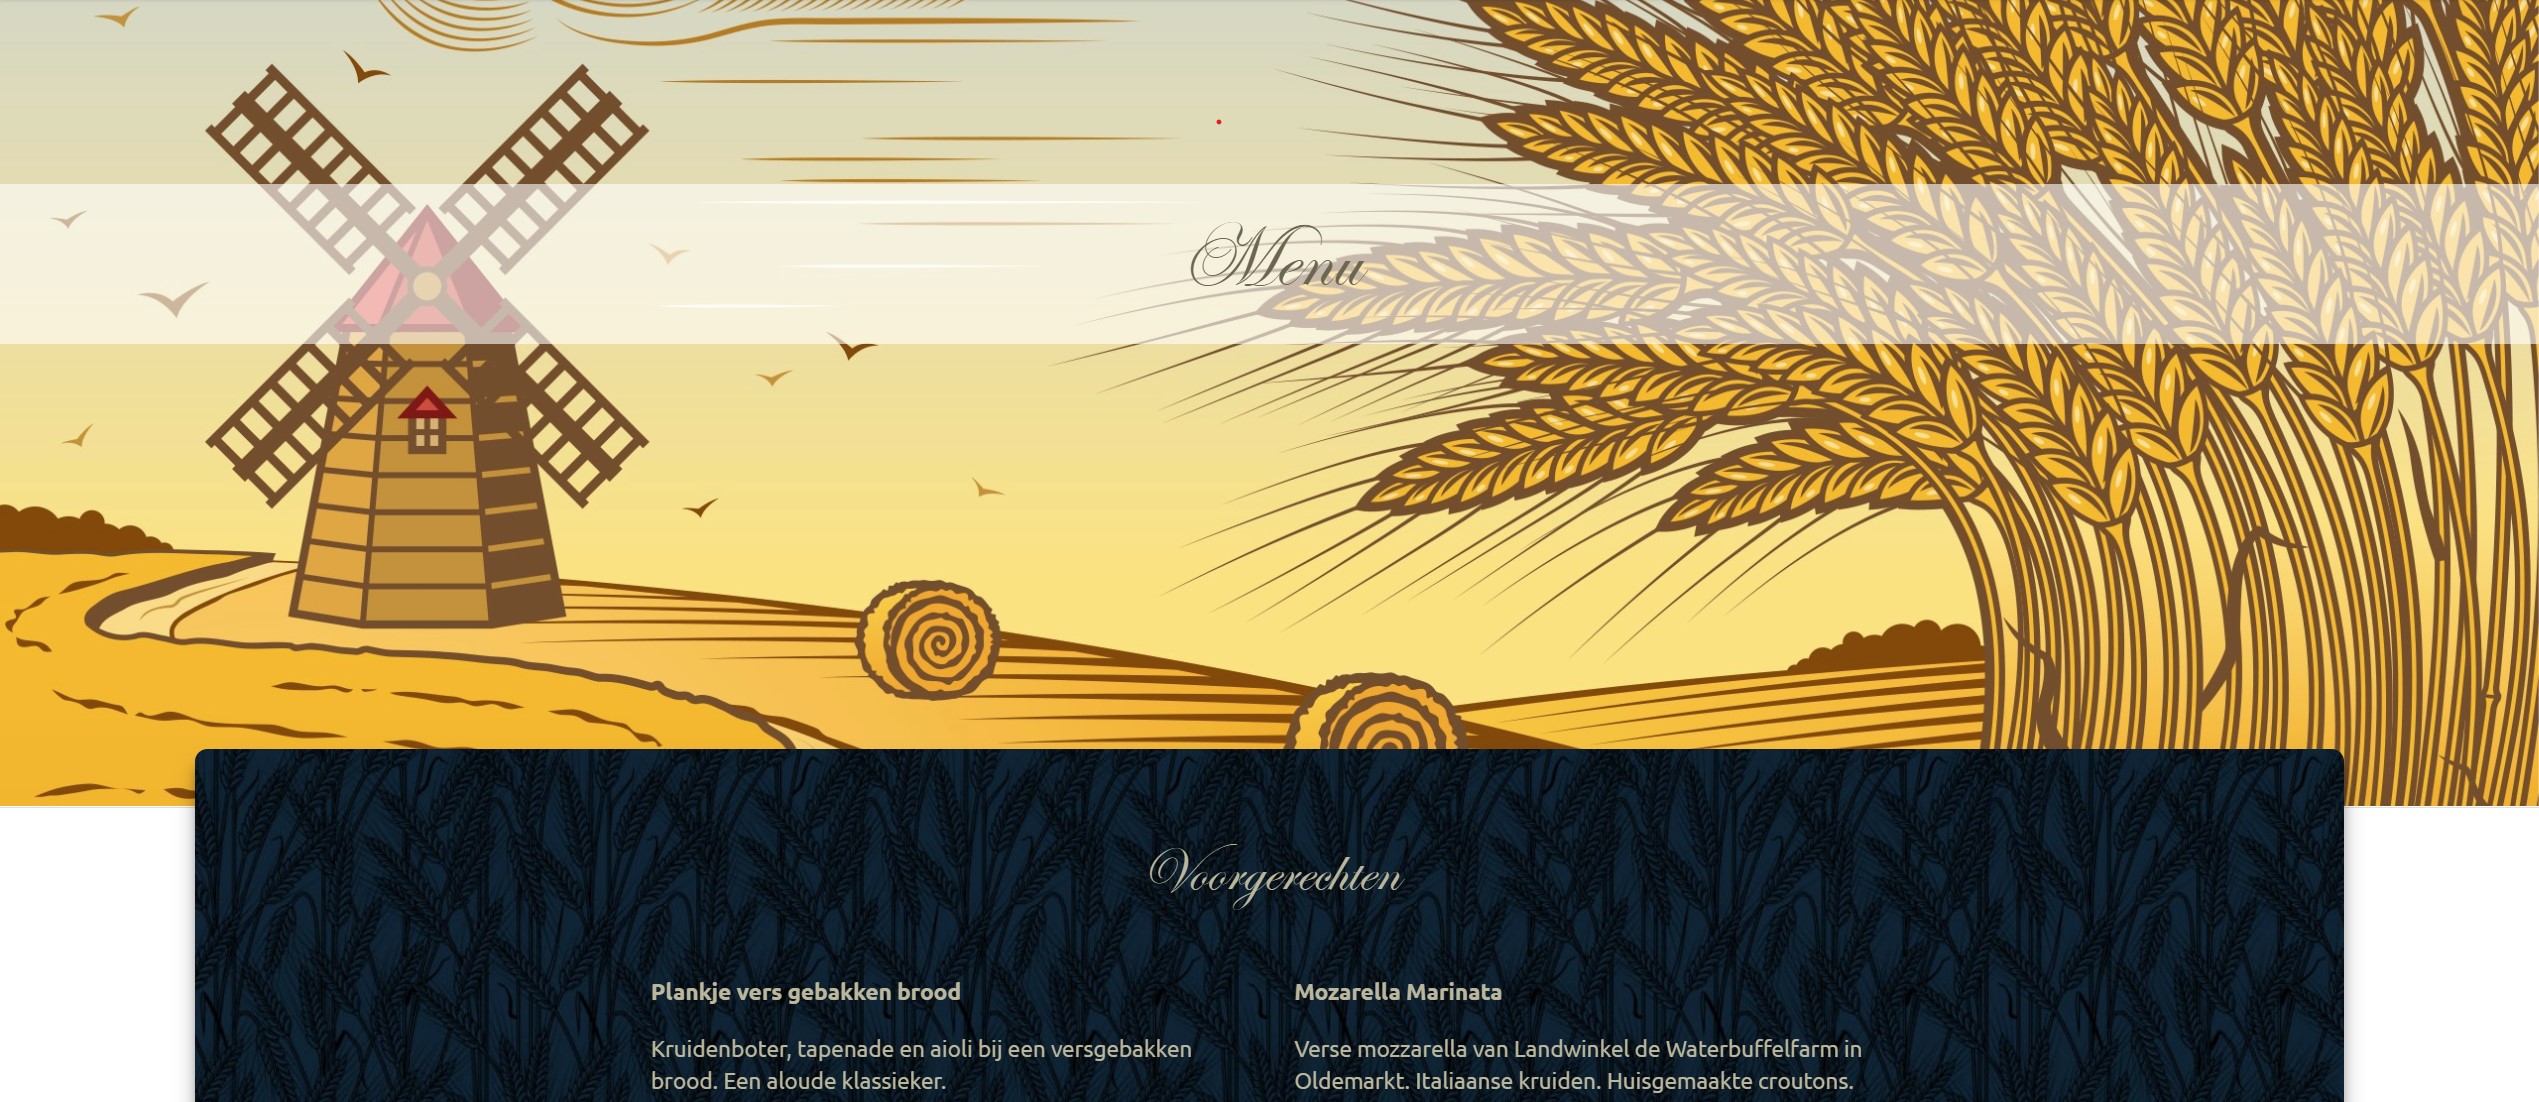 Menu
Voorgerechten
Plankje vers gebakken brood
Kruidenboter, tapenade en aioli bij een versgebakken
brood. Een aloude klassieker.
Mozarella Marinata
Verse mozzarella van Landwinkel de Waterbuffelfarm in
Oldemarkt. Italiaanse kruiden. Huisgemaakte croutons.